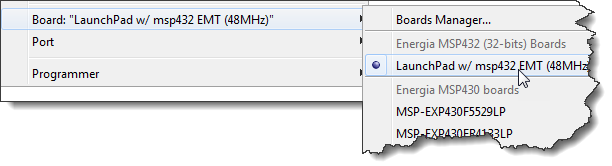 Board: "LaunchPad w/ msp432 EMT (48MHz)"
Port
Programmer
Boards Manager...
Energia MSP432 (32-bits) Boards
LaunchPad w/ msp432 EMT (48MHz
Energia MSP430 boards
MSP-EXP430F5529LP
MSP-EXP430FR4133LP